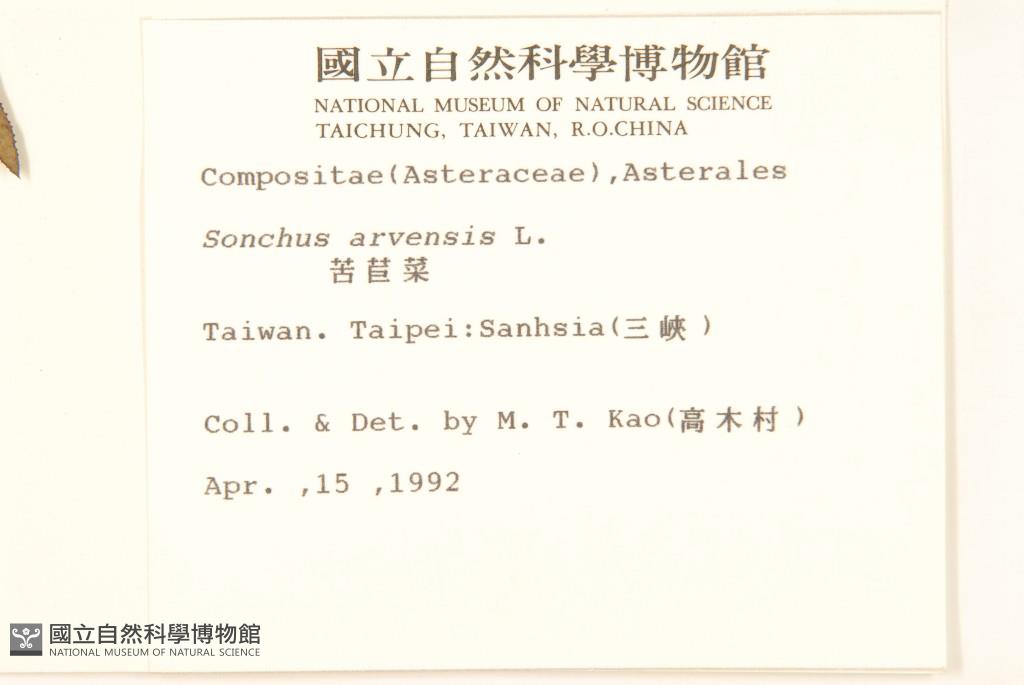 國立自然科學博物館
NATIONAL MUSEUM OF NATURAL SCIENCE
TAICHUNG, TAIWAN, R.O.CHINA
Compositae(Asteraceae),Asterales
Sonchus arvensis L.
苦苣菜
Taiwan. Taipei:Sanhsia(三峽)
Coll. & Det. by M. T. Kao(高木村)
Apr. ,15 ,1992
國立自然科學博物館
NATIONAL MUSEUM OF NATURAL SCIENCE